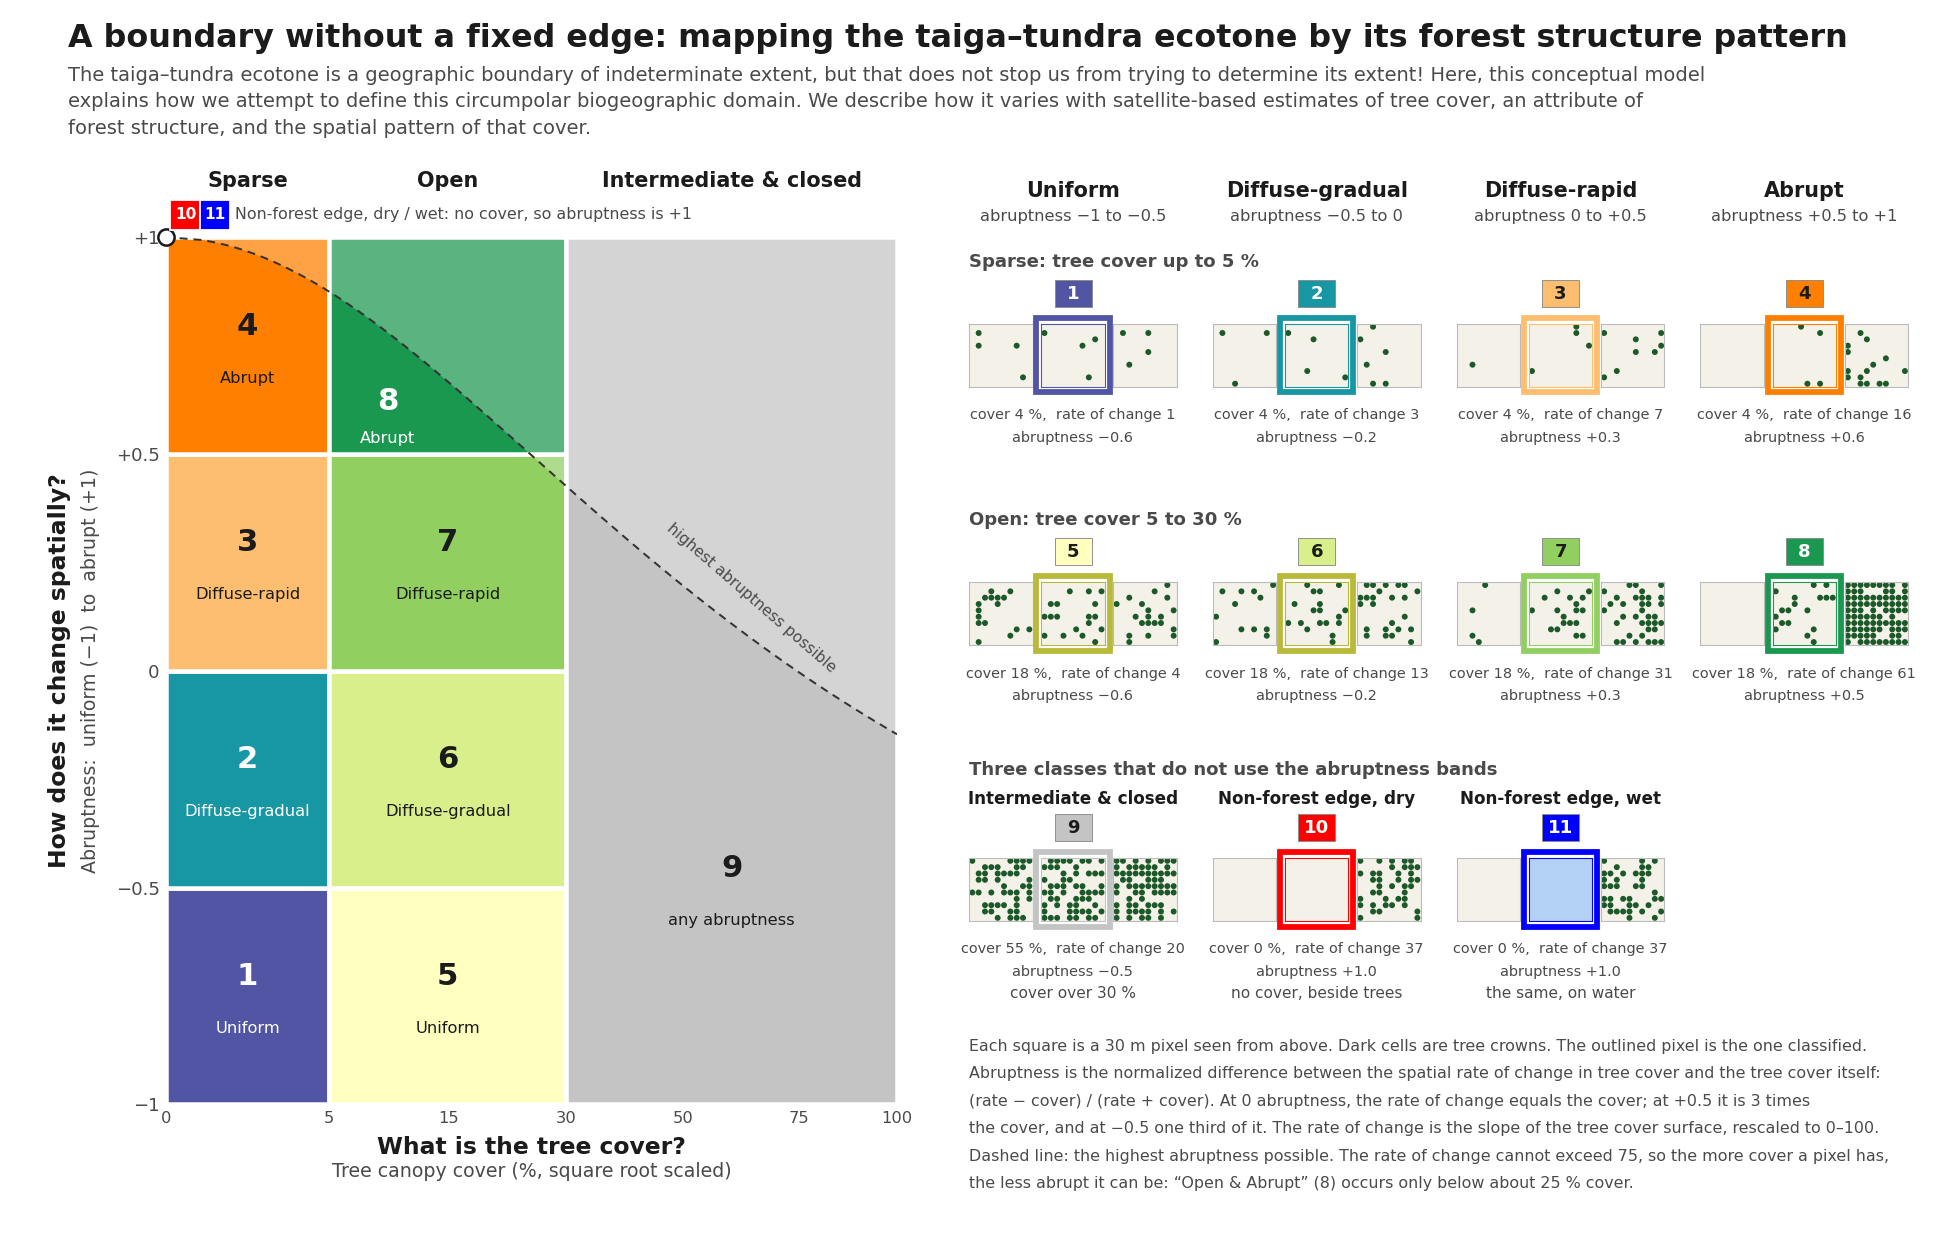 A boundary without a fixed edge: mapping the taiga–tundra ecotone by its forest structure pattern
The taiga–tundra ecotone is a geographic boundary of indeterminate extent, but that does not stop us from trying to determine its extent! Here, this conceptual model
explains how we attempt to define this circumpolar biogeographic domain. We describe how it varies with satellite-based estimates of tree cover, an attribute of
forest structure, and the spatial pattern of that cover.
Sparse Open Intermediate & closed
10 11 Non-forest edge, dry / wet: no cover, so abruptness is +1
How does it change spatially?
Abruptness: uniform (−1) to abrupt (+1)
+1
+0.5
0
−0.5
−1
4
Abrupt
8
Abrupt
3
Diffuse-rapid
7
Diffuse-rapid
highest abruptness possible
2
Diffuse-gradual
6
Diffuse-gradual
9
any abruptness
1
Uniform
5
Uniform
0 5 15 30 50 75 100
What is the tree cover?
Tree canopy cover (%, square root scaled)
Uniform Diffuse-gradual Diffuse-rapid Abrupt
abruptness −1 to −0.5 abruptness −0.5 to 0 abruptness 0 to +0.5 abruptness +0.5 to +1
Sparse: tree cover up to 5 %
1 2 3 4
cover 4 %, rate of change 1 cover 4 %, rate of change 3 cover 4 %, rate of change 7 cover 4 %, rate of change 16
abruptness −0.6 abruptness −0.2 abruptness +0.3 abruptness +0.6
Open: tree cover 5 to 30 %
5 6 7 8
cover 18 %, rate of change 4 cover 18 %, rate of change 13 cover 18 %, rate of change 31 cover 18 %, rate of change 61
abruptness −0.6 abruptness −0.2 abruptness +0.3 abruptness +0.5
Three classes that do not use the abruptness bands
Intermediate & closed Non-forest edge, dry Non-forest edge, wet
9 10 11
cover 55 %, rate of change 20 cover 0 %, rate of change 37 cover 0 %, rate of change 37
abruptness −0.5 abruptness +1.0 abruptness +1.0
cover over 30 % no cover, beside trees the same, on water
Each square is a 30 m pixel seen from above. Dark cells are tree crowns. The outlined pixel is the one classified.
Abruptness is the normalized difference between the spatial rate of change in tree cover and the tree cover itself:
(rate − cover) / (rate + cover). At 0 abruptness, the rate of change equals the cover; at +0.5 it is 3 times
the cover, and at −0.5 one third of it. The rate of change is the slope of the tree cover surface, rescaled to 0–100.
Dashed line: the highest abruptness possible. The rate of change cannot exceed 75, so the more cover a pixel has,
the less abrupt it can be: “Open & Abrupt” (8) occurs only below about 25 % cover.